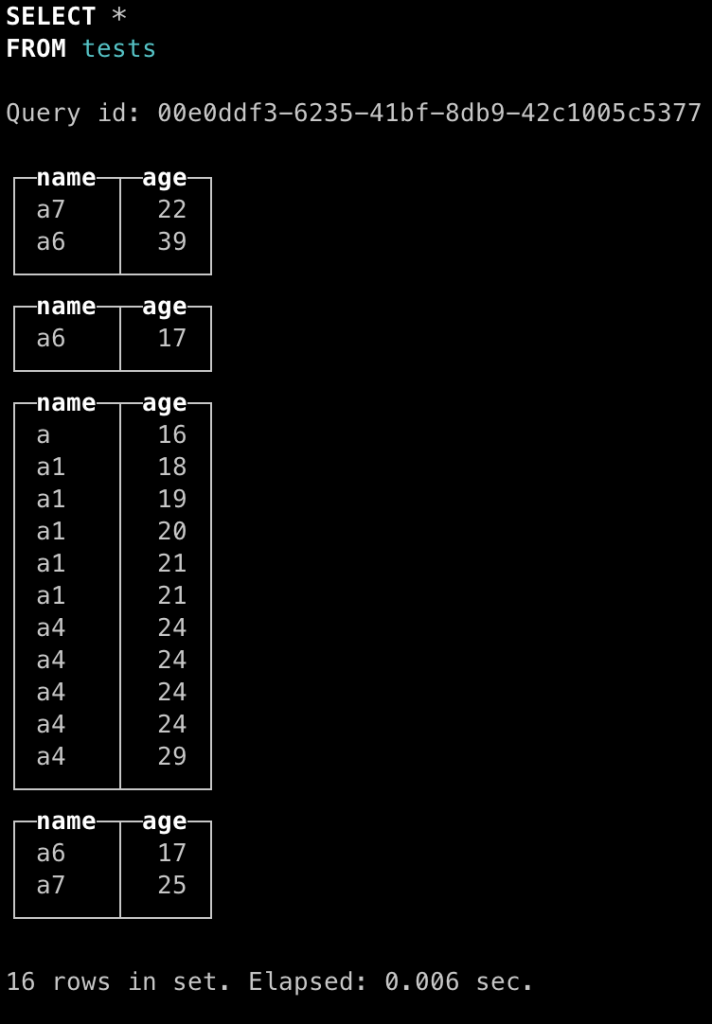 SELECT *
FROM tests
Query id: 00e0ddf3-6235-41bf-8db9-42c1005c5377
name age
a7 22
a6 39
name age
a6 17
name age
a 16
a1 18
a1 19
a1 20
a1 21
a1 21
a4 24
a4 24
a4 24
a4 24
a4 29
name age
a6 17
a7 25
16 rows in set. Elapsed: 0.006 sec.